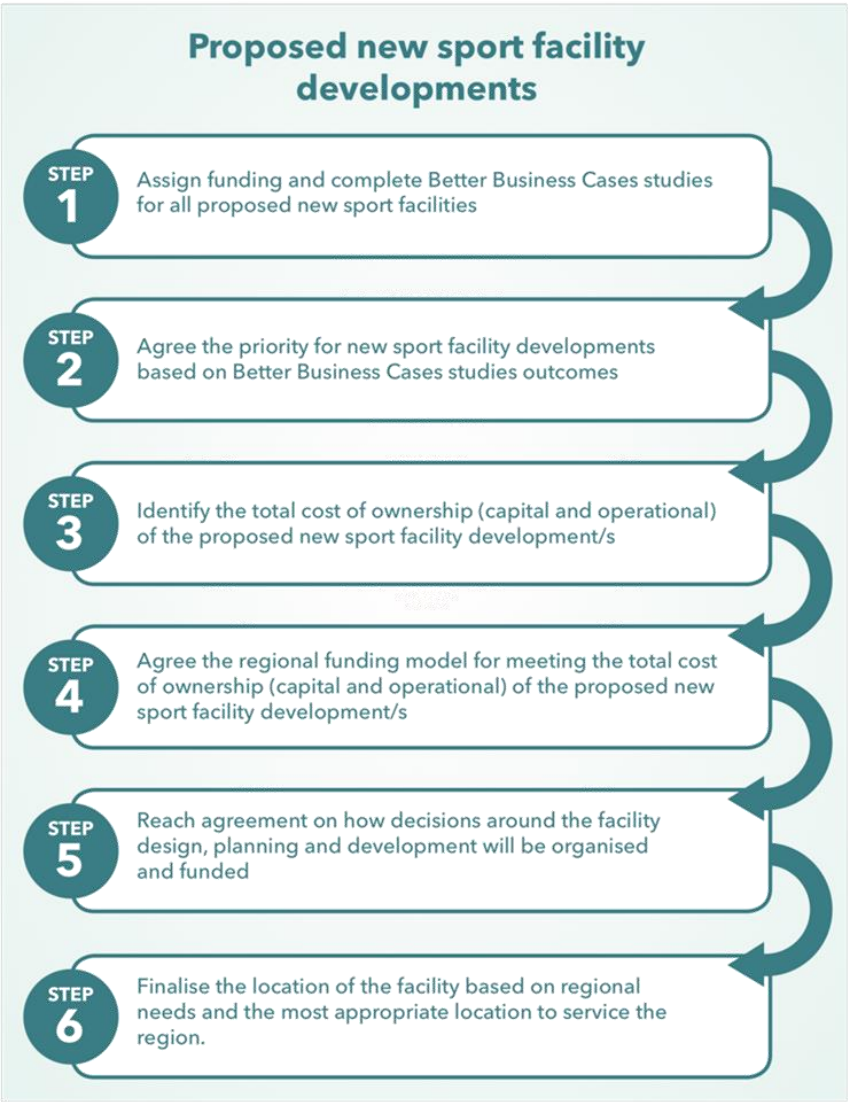 Proposed new sport facility
developments
STEP
1
Assign funding and complete Better Business Cases studies
for all proposed new sport facilities
STEP
2
Agree the priority for new sport facility developments
based on Better Business Cases studies outcomes
STEP
3
Identify the total cost of ownership (capital and operational)
of the proposed new sport facility development/s
STEP
4
Agree the regional funding model for meeting the total cost
of ownership (capital and operational) of the proposed new
sport facility development/s
STEP
5
Reach agreement on how decisions around the facility
design, planning and development will be organised
and funded
STEP
6
Finalise the location of the facility based on regional
needs and the most appropriate location to service the
region.